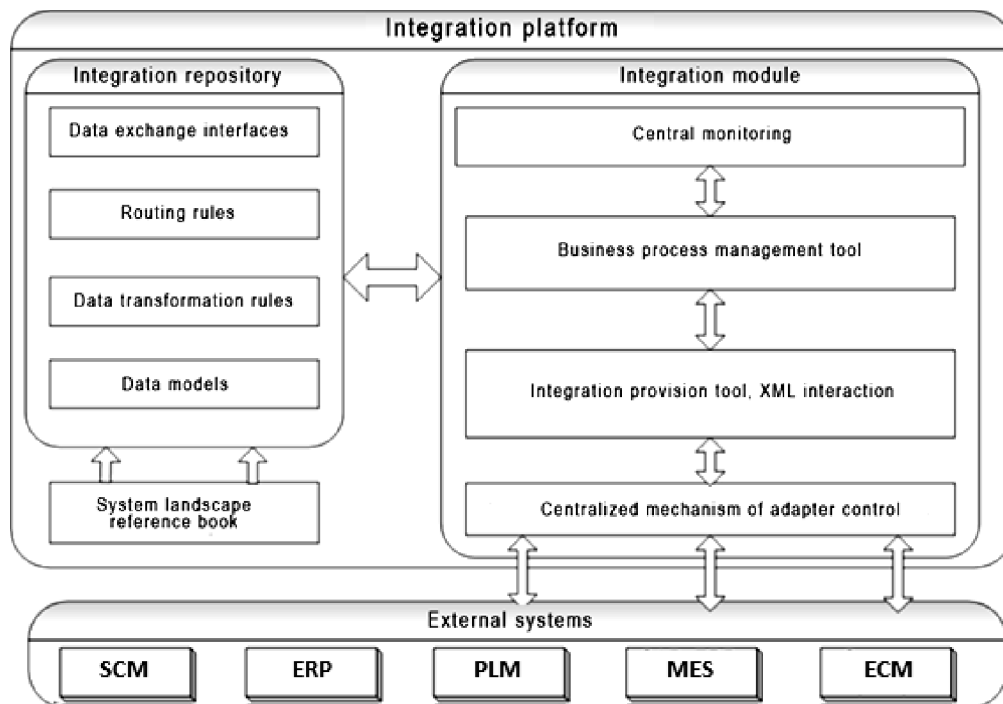 Integration platform
Integration repository
Data exchange interfaces
Routing rules
Data transformation rules
Data models
System landscape
reference book
Integration module
Central monitoring
Business process management tool
Integration provision tool, XML interaction
Centralized mechanism of adapter control
External systems
SCM
ERP
PLM
MES
ECM